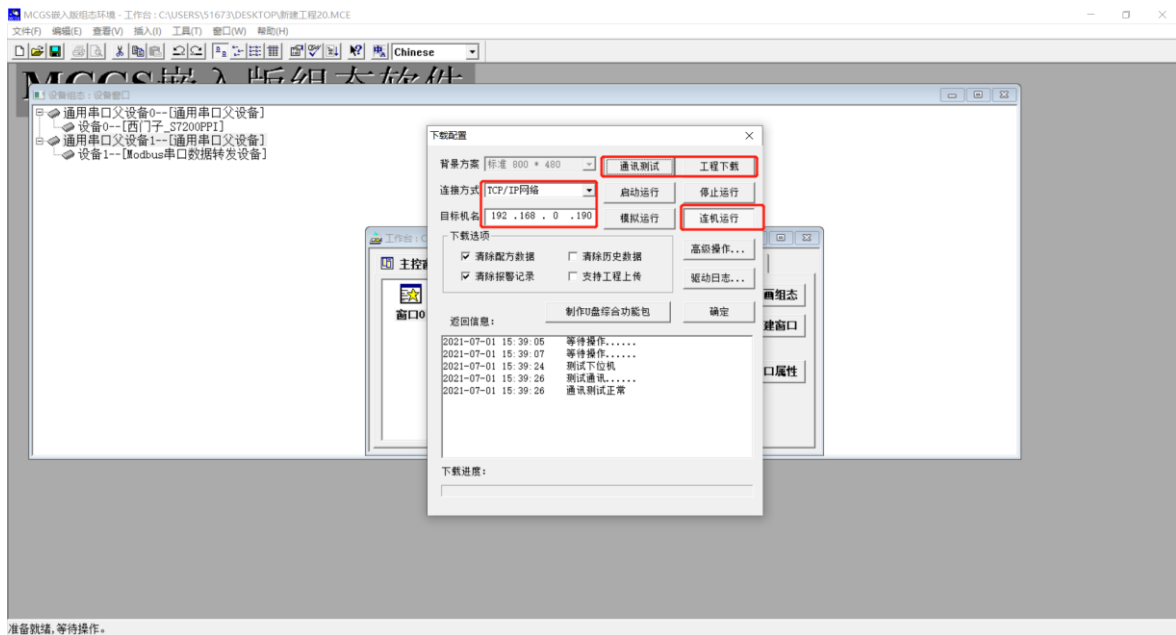 MCGS嵌入版组态环境 - 工作台 : C:\USERS\51673\DESKTOP\新建工程20.MCE
文件(F) 编辑(E) 查看(V) 插入(I) 工具(T) 窗口(W) 帮助(H)
Chinese
MCGS嵌入版组态软件
设备组态 : 设备窗口
通用串口父设备0--[通用串口父设备]
设备0--[西门子_S7200PPI]
通用串口父设备1--[通用串口父设备]
设备1--[Modbus串口数据转发设备]
工作台 : C
主控
窗口0
画组态
建窗口
口属性
下载配置
背景方案 标准 800 * 480 通讯测试 工程下载
连接方式 TCP/IP网络 启动运行 停止运行
目标机名 192 .168 . 0 .190 模拟运行 连机运行
下载选项
清除配方数据 清除历史数据 高级操作...
清除报警记录 支持工程上传 驱动日志...
制作U盘综合功能包 确定
返回信息:
2021-07-01 15:39:05 等待操作......
2021-07-01 15:39:07 等待操作......
2021-07-01 15:39:24 测试下位机
2021-07-01 15:39:26 测试通讯......
2021-07-01 15:39:26 通讯测试正常
下载进度:
准备就绪,等待操作。